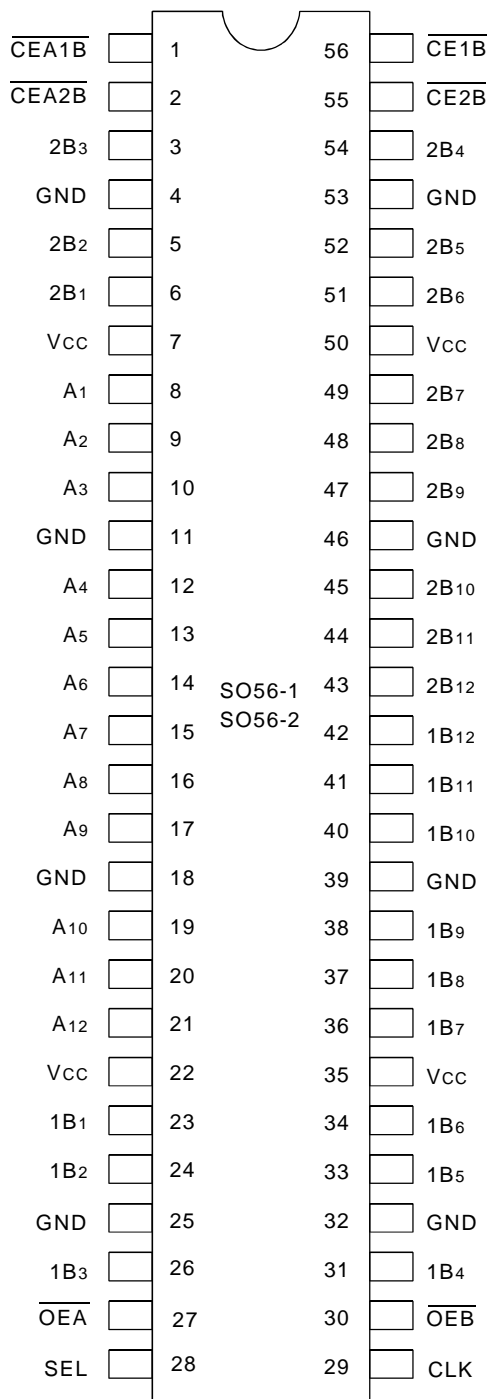 CEA1B 1 56 CE1B
CEA2B 2 55 CE2B
2B3 3 54 2B4
GND 4 53 GND
2B2 5 52 2B5
2B1 6 51 2B6
VCC 7 50 VCC
A1 8 49 2B7
A2 9 48 2B8
A3 10 47 2B9
GND 11 46 GND
A4 12 45 2B10
A5 13 44 2B11
A6 14 SO56-1 43 2B12
A7 15 SO56-2 42 1B12
A8 16 41 1B11
A9 17 40 1B10
GND 18 39 GND
A10 19 38 1B9
A11 20 37 1B8
A12 21 36 1B7
VCC 22 35 VCC
1B1 23 34 1B6
1B2 24 33 1B5
GND 25 32 GND
1B3 26 31 1B4
OEA 27 30 OEB
SEL 28 29 CLK